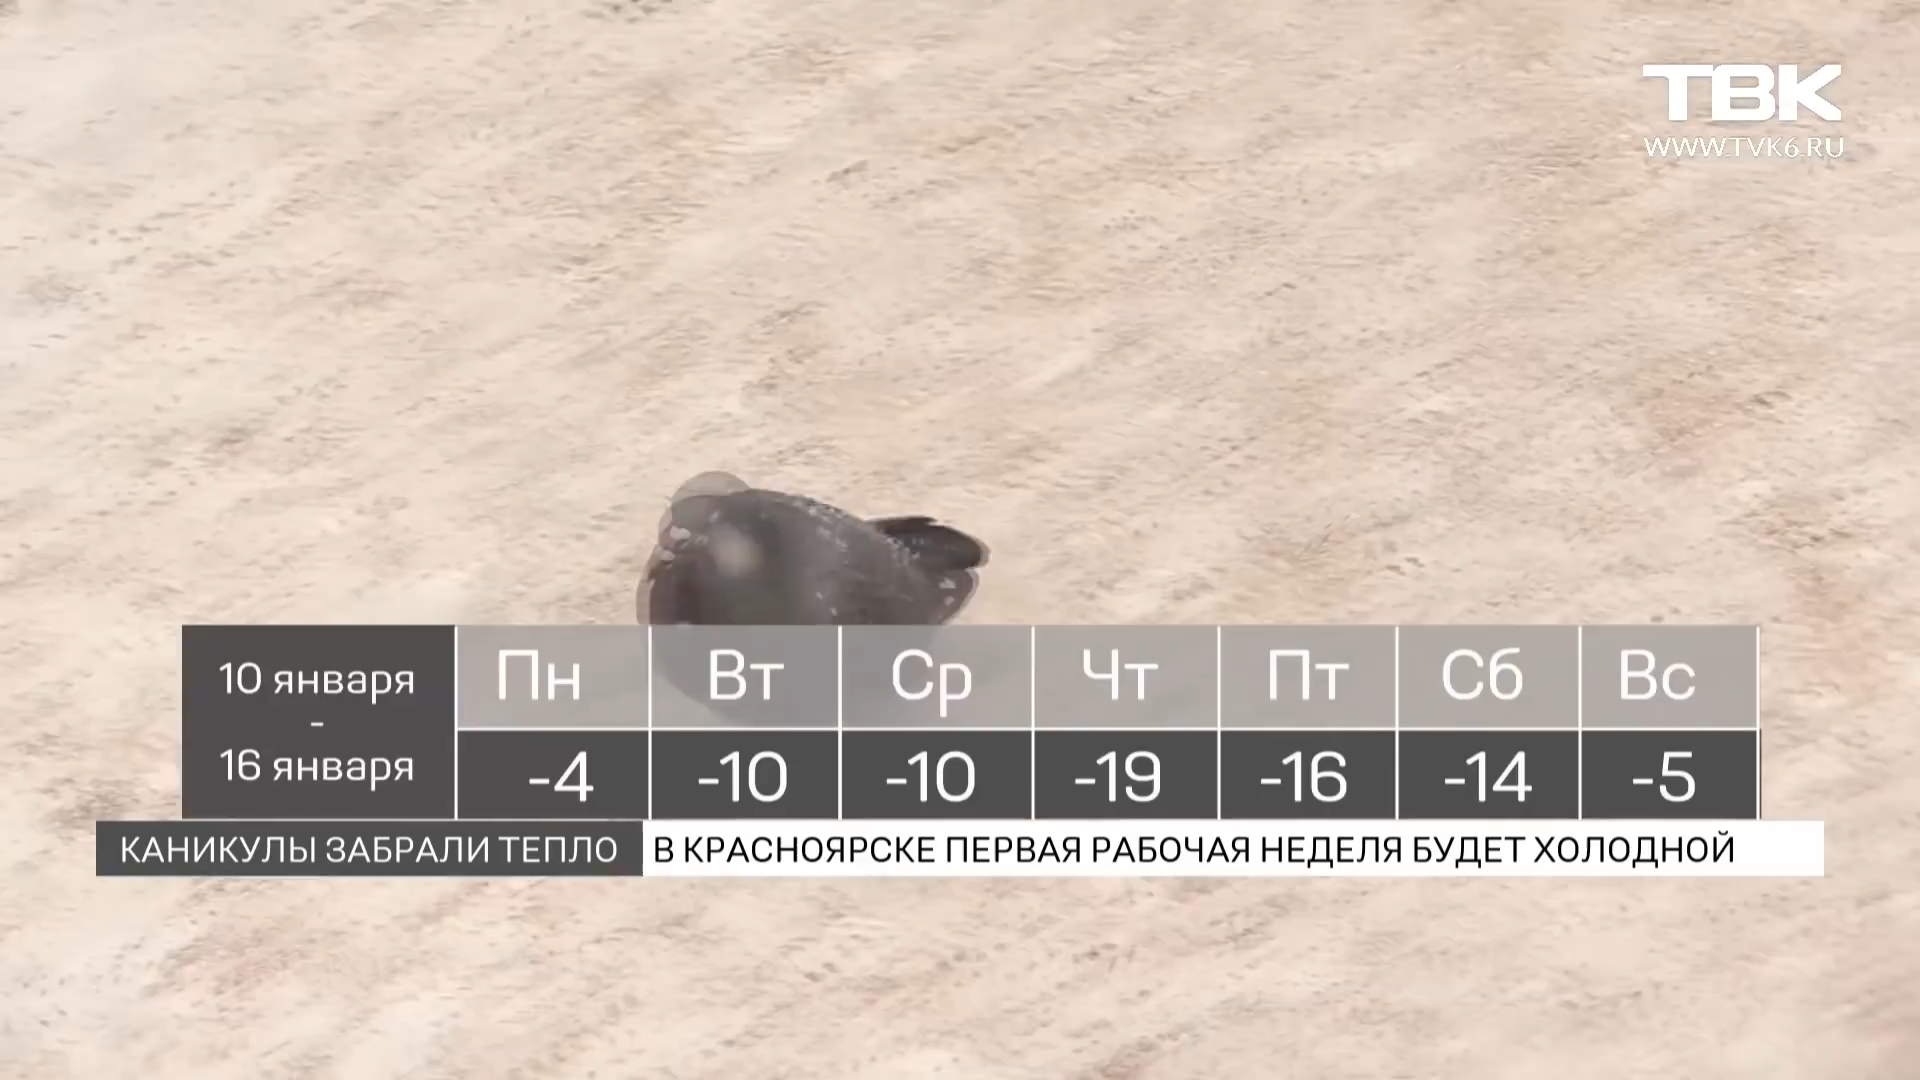 ТВК
WWW.TVK6.RU
10 января
-
16 января
Пн Вт Ср Чт Пт Сб Вс
-4 -10 -10 -19 -16 -14 -5
КАНИКУЛЫ ЗАБРАЛИ ТЕПЛО
В КРАСНОЯРСКЕ ПЕРВАЯ РАБОЧАЯ НЕДЕЛЯ БУДЕТ ХОЛОДНОЙ